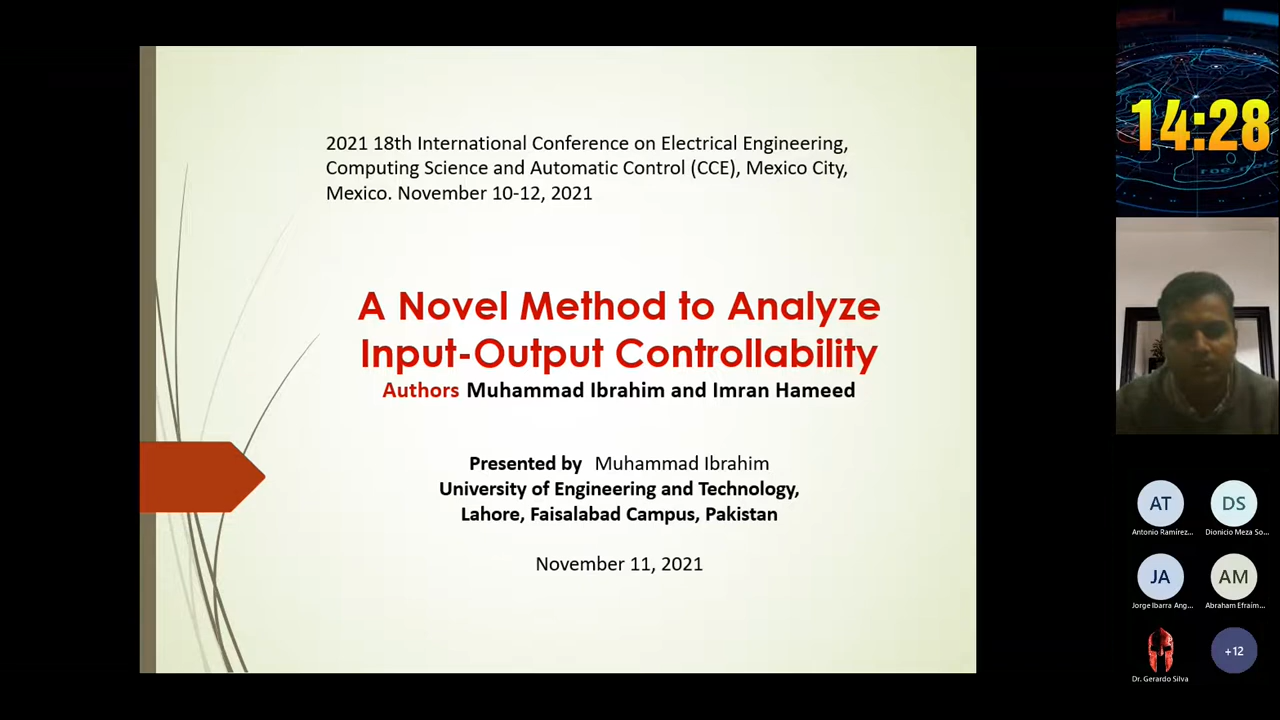 2021 18th International Conference on Electrical Engineering,
Computing Science and Automatic Control (CCE), Mexico City,
Mexico. November 10-12, 2021
A Novel Method to Analyze
Input-Output Controllability
Authors Muhammad Ibrahim and Imran Hameed
Presented by Muhammad Ibrahim
University of Engineering and Technology,
Lahore, Faisalabad Campus, Pakistan
November 11, 2021
14:28
AT
DS
Antonio Ramírez...
Dionicio Meza So...
JA
AM
Jorge Ibarra Ang...
Abraham Efraim...
+12
Dr. Gerardo Silva